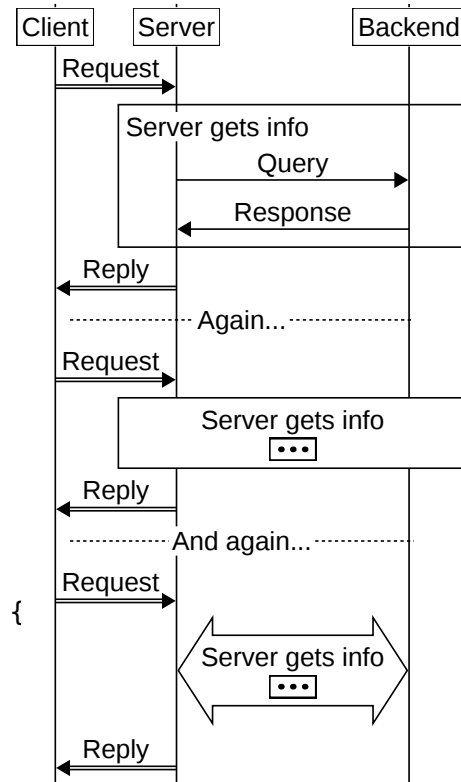 Client Server Backend
Request
Server gets info
Query
Response
Reply
Again...
Request
Server gets info
...
Reply
And again...
Request
{
Server gets info
...
Reply